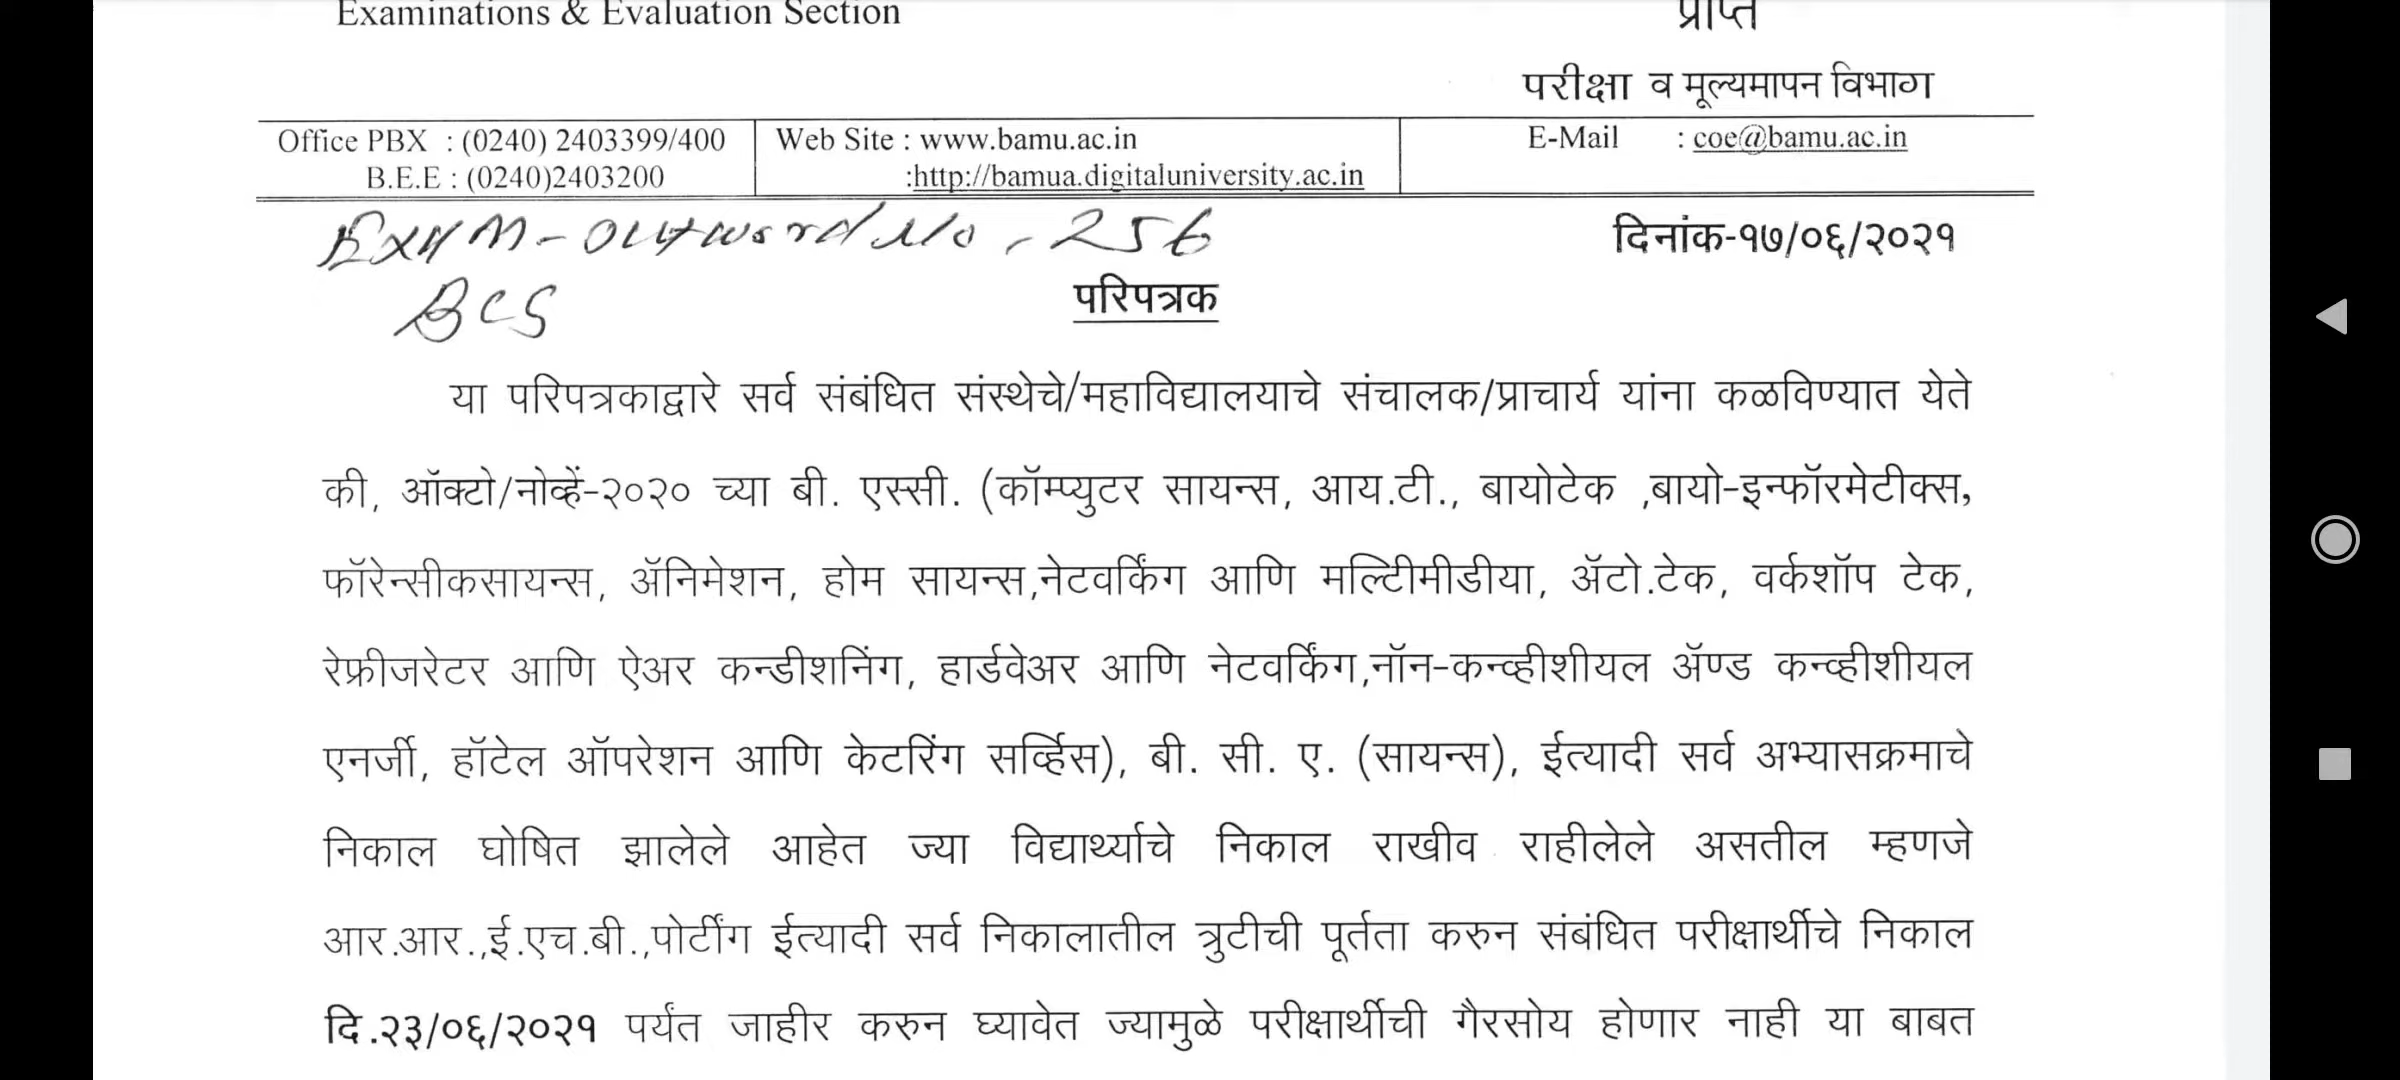 Examinations & Evaluation Section
प्राप्त
परीक्षा व मूल्यमापन विभाग
Office PBX : (0240) 2403399/400 Web Site : www.bamu.ac.in E-Mail : coe@bamu.ac.in
B.E.E : (0240)2403200 :http://bamua.digitaluniversity.ac.in
EXAM-Outword No. 256 दिनांक-१७/०६/२०२१
BCS परिपत्रक
या परिपत्रकाद्वारे सर्व संबंधित संस्थेचे/महाविद्यालयाचे संचालक/प्राचार्य यांना कळविण्यात येते
की, ऑक्टो/नोव्हें-२०२० च्या बी. एस्सी. (कॉम्प्युटर सायन्स, आय.टी., बायोटेक ,बायो-इन्फॉरमेटीक्स,
फॉरेन्सीकसायन्स, ॲनिमेशन, होम सायन्स,नेटवर्किंग आणि मल्टिीमीडीया, ॲटो.टेक, वर्कशॉप टेक,
रेफ्रीजरेटर आणि ऐअर कन्डीशनिंग, हार्डवेअर आणि नेटवर्किंग,नॉन-कन्व्हीशीयल ॲण्ड कन्व्हीशीयल
एनर्जी, हॉटेल ऑपरेशन आणि केटरिंग सर्व्हिस), बी. सी. ए. (सायन्स), ईत्यादी सर्व अभ्यासक्रमाचे
निकाल घोषित झालेले आहेत ज्या विद्यार्थ्याचे निकाल राखीव राहीलेले असतील म्हणजे
आर.आर.,ई.एच.बी.,पोर्टींग ईत्यादी सर्व निकालातील त्रुटीची पूर्तता करुन संबंधित परीक्षार्थीचे निकाल
दि.२३/०६/२०२१ पर्यंत जाहीर करुन घ्यावेत ज्यामुळे परीक्षार्थीची गैरसोय होणार नाही या बाबत